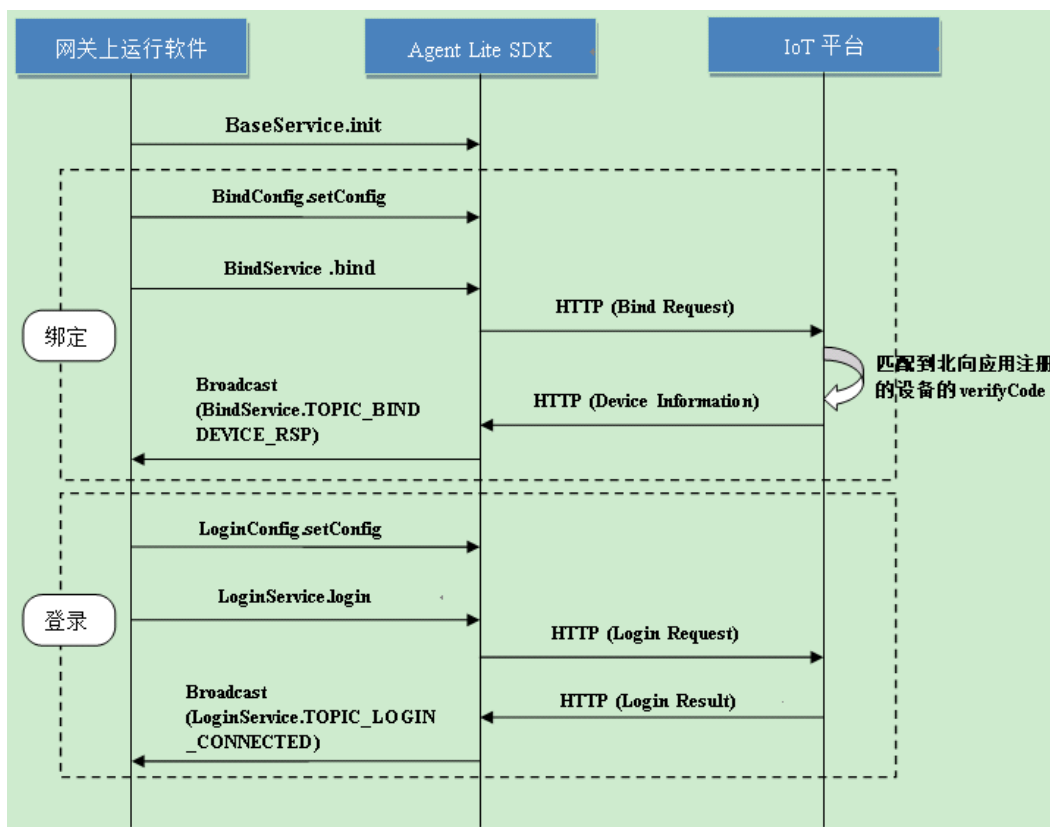 网关上运行软件
Agent Lite SDK
IoT 平台
BaseService.init
BindConfig.setConfig
BindService .bind
HTTP (Bind Request)
绑定
匹配到北向应用注册
的设备的 verifyCode
Broadcast
(BindService.TOPIC_BIND
DEVICE_RSP)
HTTP (Device Information)
LoginConfig.setConfig
LoginService.login
登录
HTTP (Login Request)
Broadcast
(LoginService.TOPIC_LOGIN
_CONNECTED)
HTTP (Login Result)